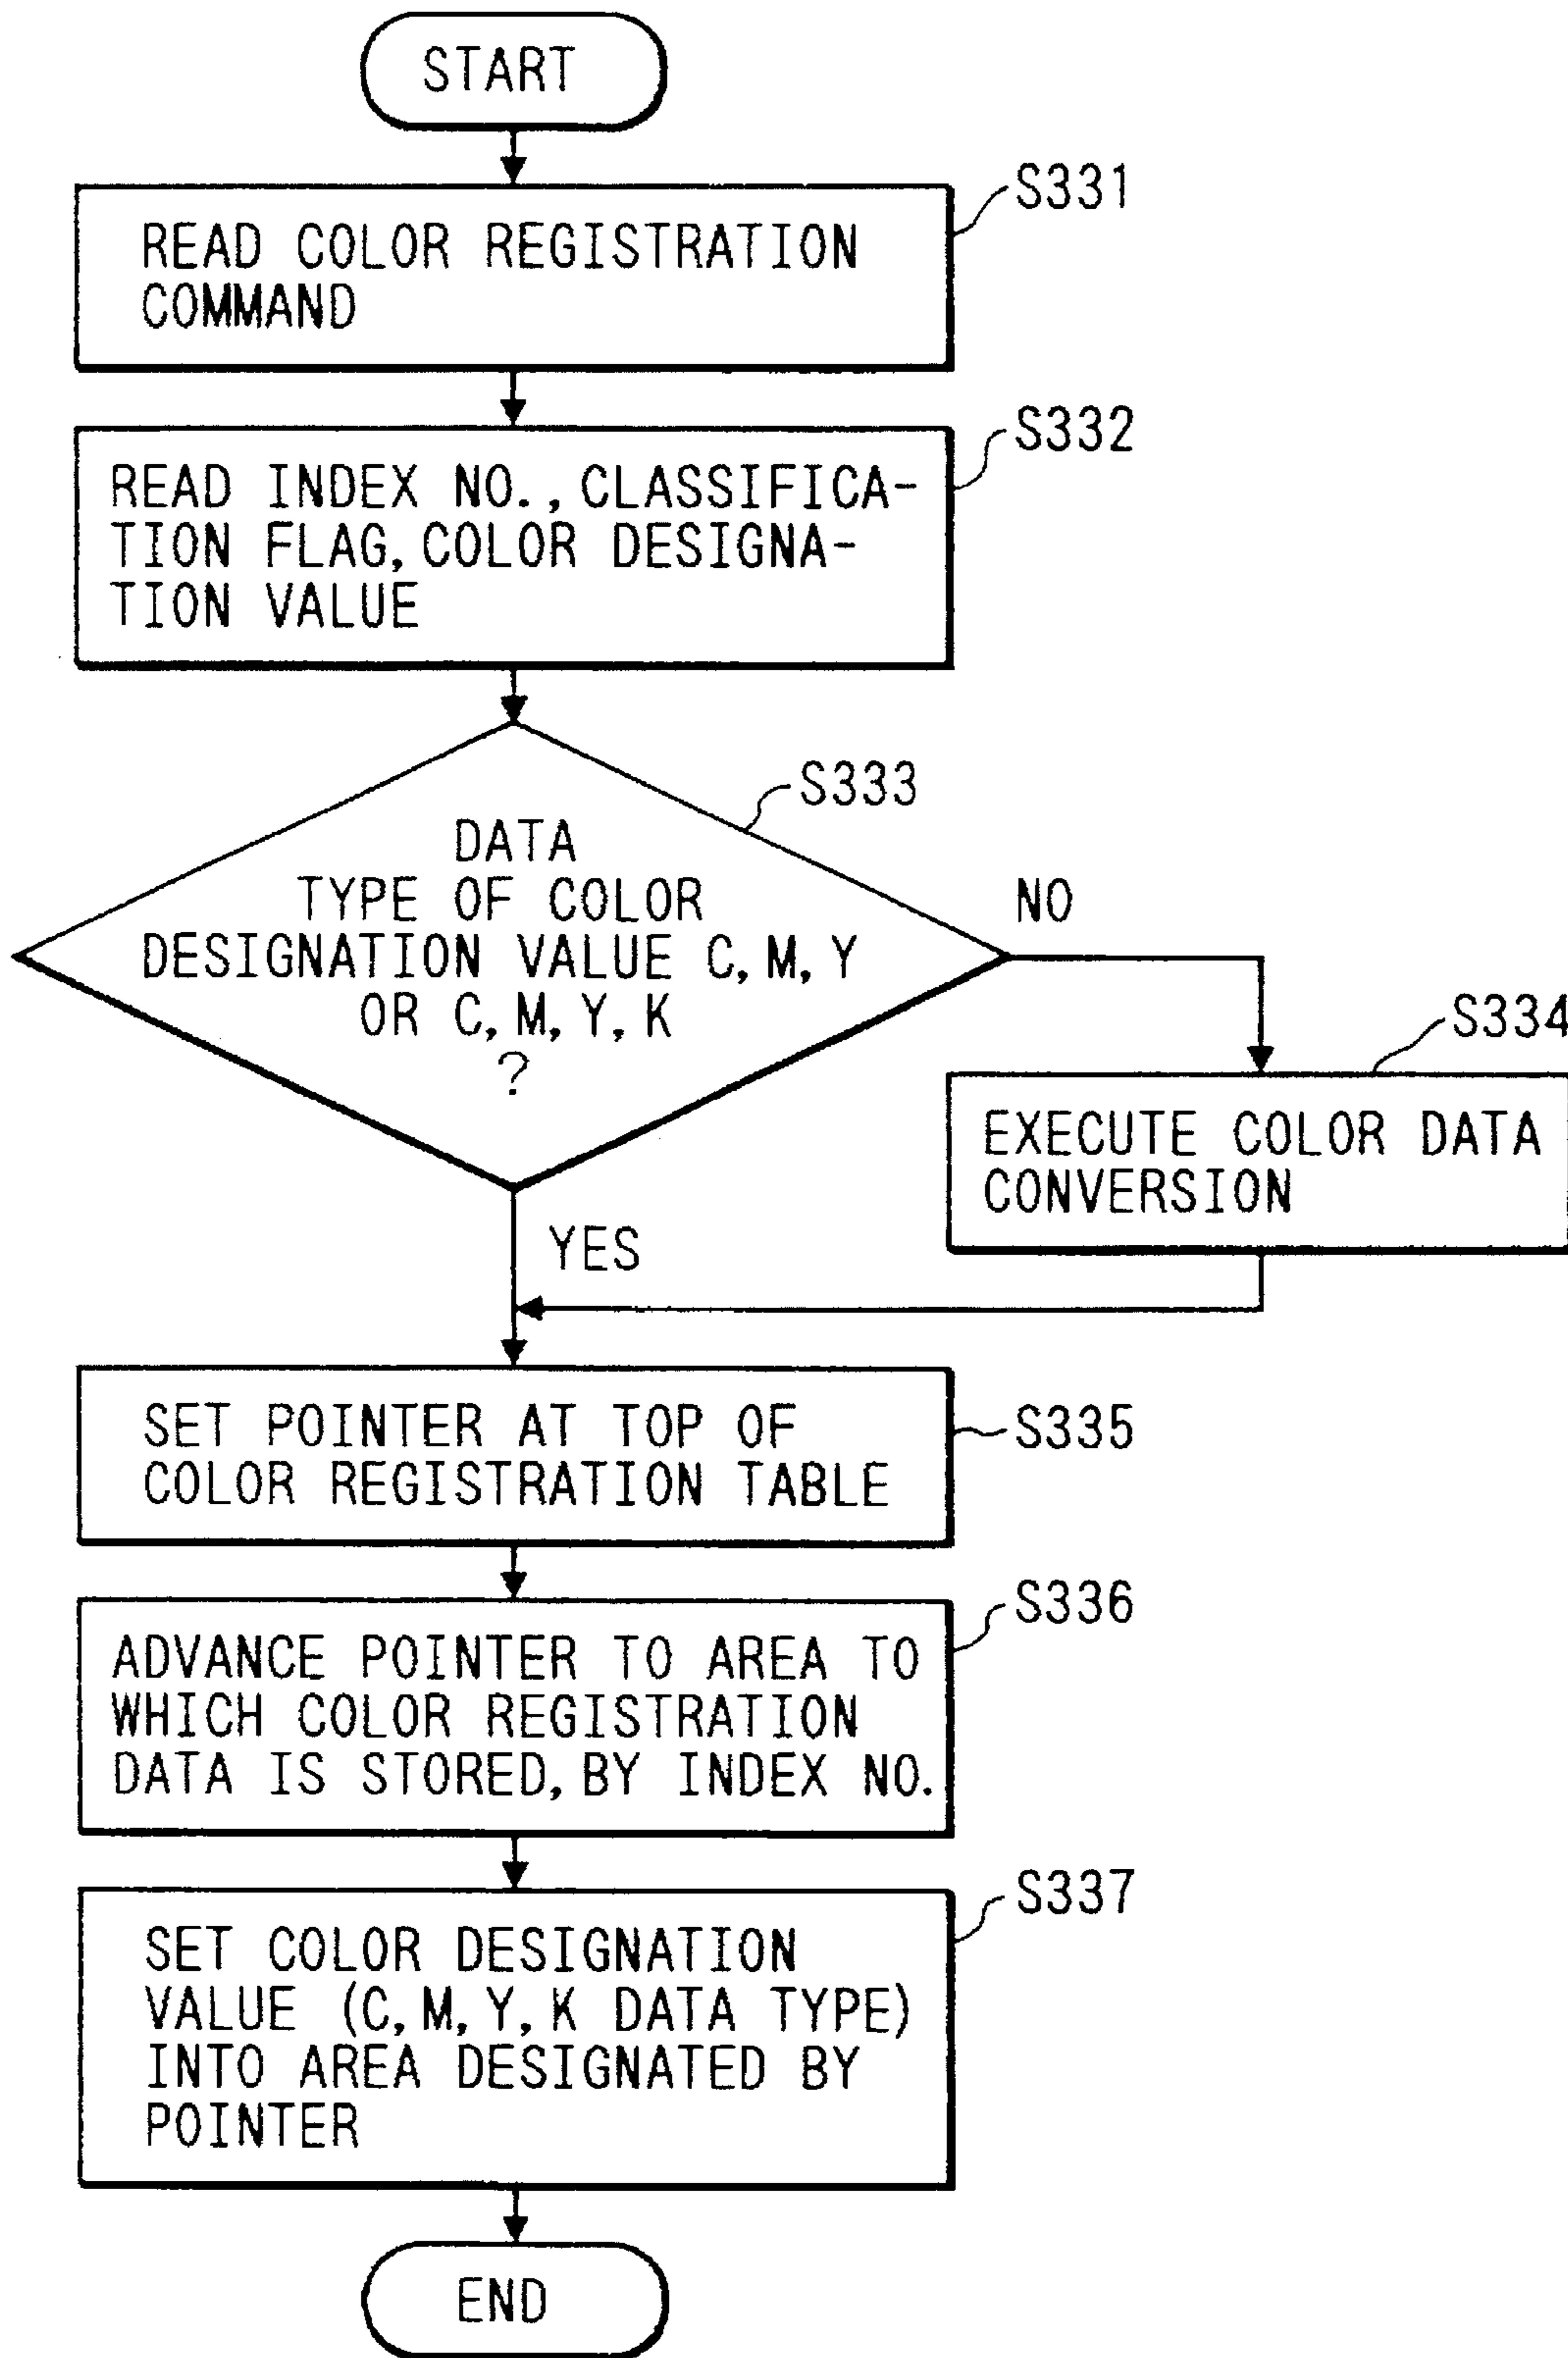 START
S331
READ COLOR REGISTRATION
COMMAND
S332
READ INDEX NO., CLASSIFICA-
TION FLAG, COLOR DESIGNA-
TION VALUE
S333
DATA
TYPE OF COLOR
DESIGNATION VALUE C, M, Y
OR C, M, Y, K
?
NO
S334
EXECUTE COLOR DATA
CONVERSION
YES
SET POINTER AT TOP OF
COLOR REGISTRATION TABLE
S335
S336
ADVANCE POINTER TO AREA TO
WHICH COLOR REGISTRATION
DATA IS STORED, BY INDEX NO.
S337
SET COLOR DESIGNATION
VALUE (C, M, Y, K DATA TYPE)
INTO AREA DESIGNATED BY
POINTER
END